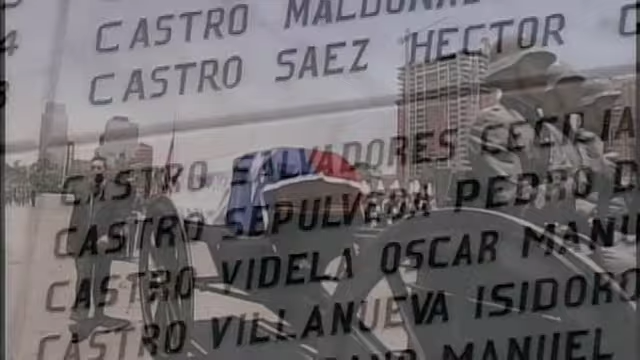 CASTRO MALDONA
CASTRO SAEZ HECTOR
CASTRO SALVADORES CECILIA
CASTRO SEPULVEDA PEDRO D
CASTRO VIDELA OSCAR MANU
CASTRO VILLANUEVA ISIDORO
MANUEL